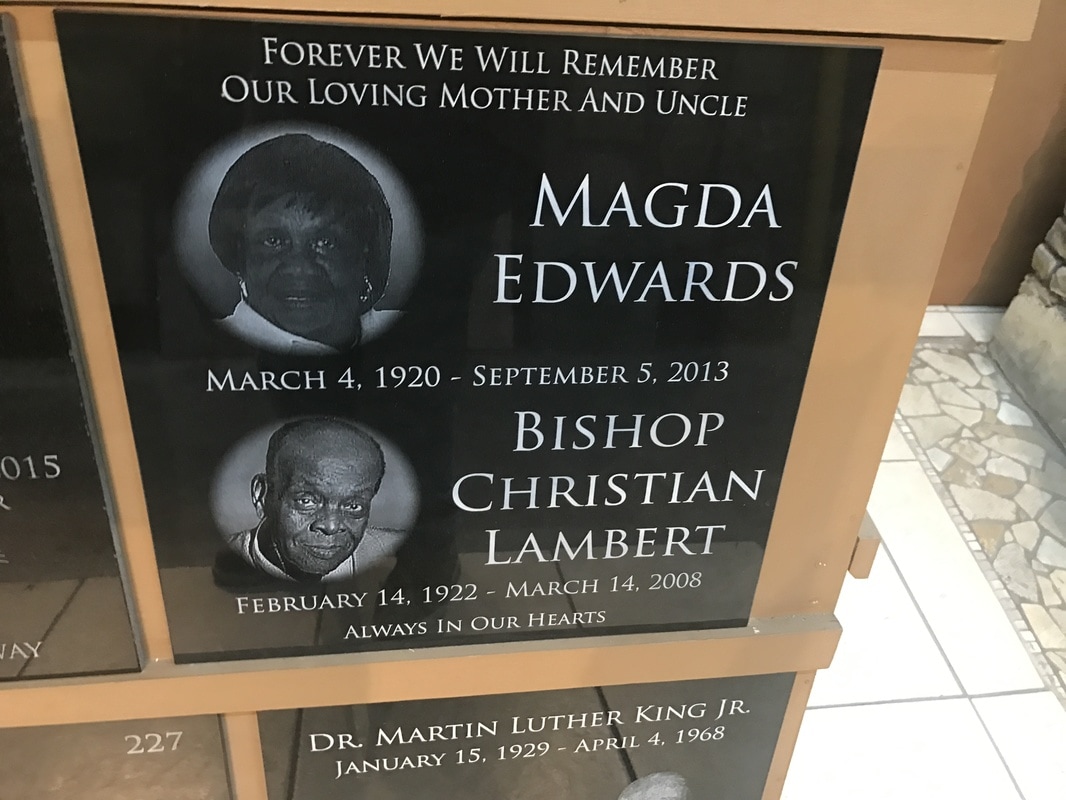 FOREVER WE WILL REMEMBER
OUR LOVING MOTHER AND UNCLE
MAGDA
EDWARDS
MARCH 4, 1920 - SEPTEMBER 5, 2013
BISHOP
CHRISTIAN
LAMBERT
FEBRUARY 14, 1922 - MARCH 14, 2008
ALWAYS IN OUR HEARTS
015
R
WAY
227
DR. MARTIN LUTHER KING JR.
JANUARY 15, 1929 - APRIL 4, 1968